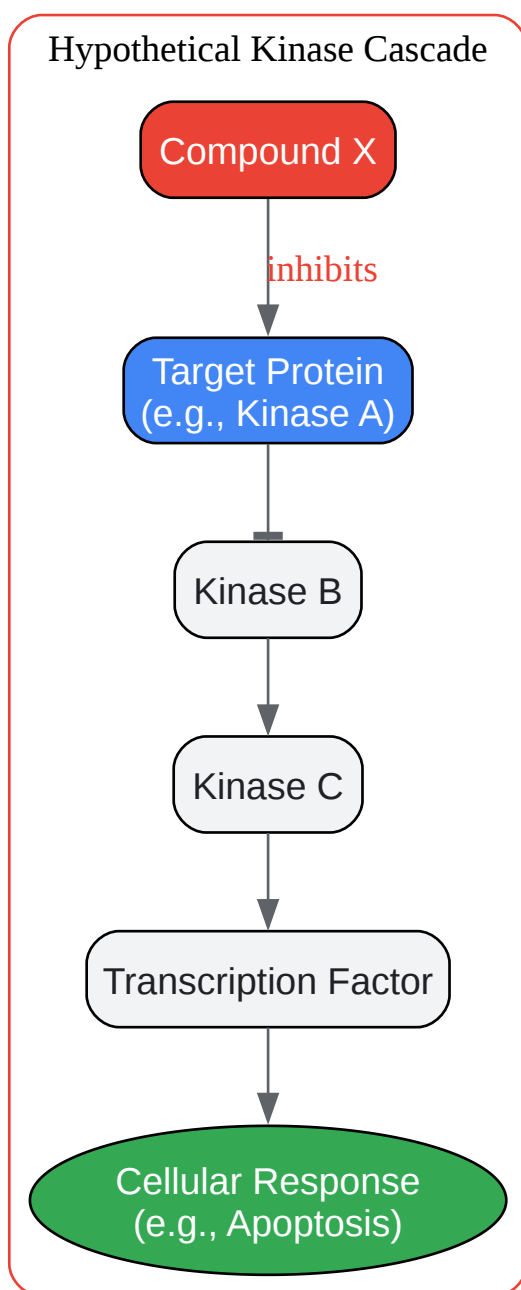 Hypothetical Kinase Cascade
Compound X
inhibits
Target Protein
(e.g., Kinase A)
Kinase B
Kinase C
Transcription Factor
Cellular Response
(e.g., Apoptosis)